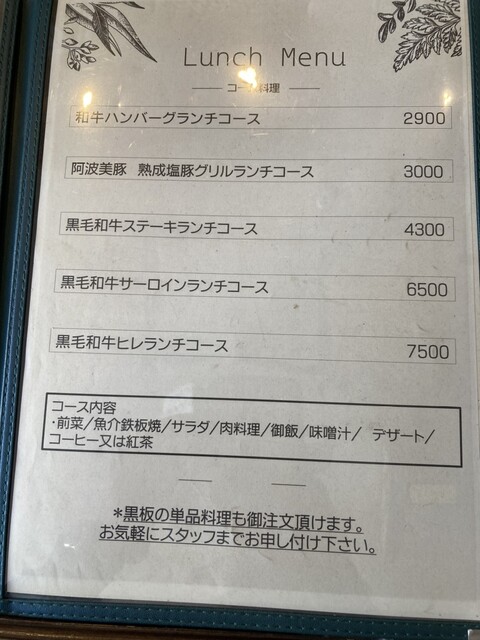 Lunch Menu
コース料理
和牛ハンバーグランチコース 2900
阿波美豚 熟成塩豚グリルランチコース 3000
黒毛和牛ステーキランチコース 4300
黒毛和牛サーロインランチコース 6500
黒毛和牛ヒレランチコース 7500
コース内容
・前菜/魚介鉄板焼/サラダ/肉料理/御飯/味噌汁/ デザート/
コーヒー又は紅茶
*黒板の単品料理も御注文頂けます。
お気軽にスタッフまでお申し付け下さい。